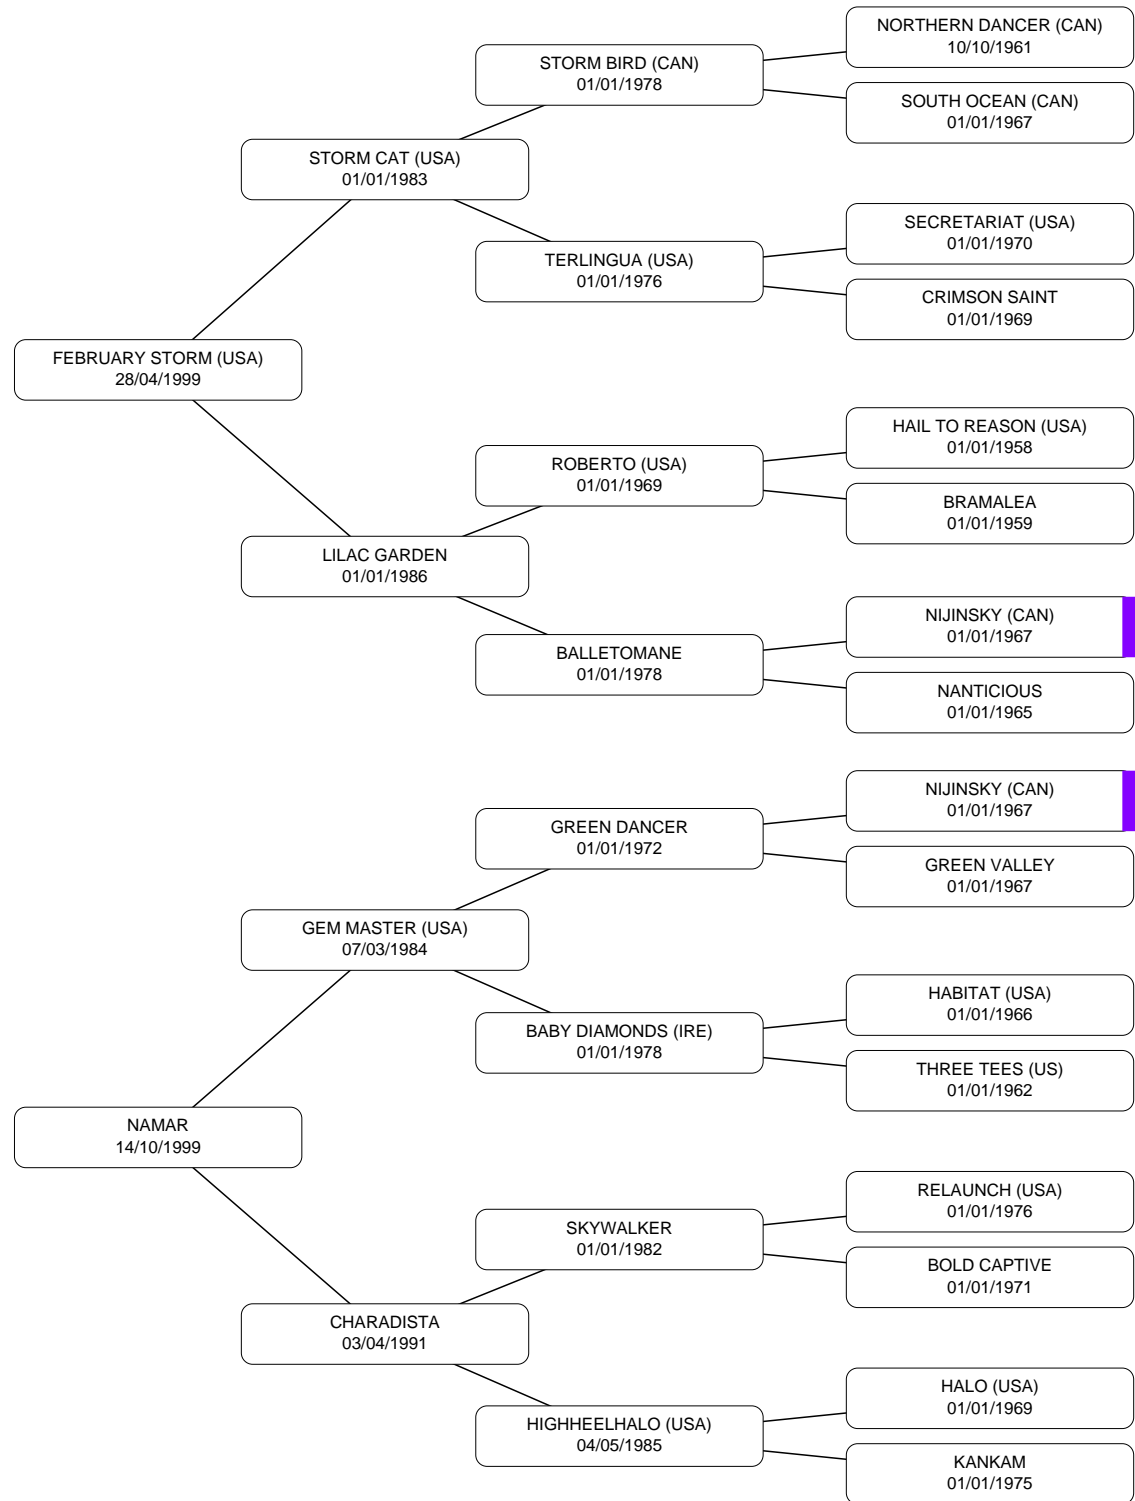 NORTHERN DANCER (CAN)
10/10/1961
STORM BIRD (CAN)
01/01/1978
SOUTH OCEAN (CAN)
01/01/1967
STORM CAT (USA)
01/01/1983
SECRETARIAT (USA)
01/01/1970
TERLINGUA (USA)
01/01/1976
CRIMSON SAINT
01/01/1969
FEBRUARY STORM (USA)
28/04/1999
HAIL TO REASON (USA)
01/01/1958
ROBERTO (USA)
01/01/1969
BRAMALEA
01/01/1959
LILAC GARDEN
01/01/1986
NIJINSKY (CAN)
01/01/1967
BALLETOMANE
01/01/1978
NANTICIOUS
01/01/1965
NIJINSKY (CAN)
01/01/1967
GREEN DANCER
01/01/1972
GREEN VALLEY
01/01/1967
GEM MASTER (USA)
07/03/1984
HABITAT (USA)
01/01/1966
BABY DIAMONDS (IRE)
01/01/1978
THREE TEES (US)
01/01/1962
NAMAR
14/10/1999
RELAUNCH (USA)
01/01/1976
SKYWALKER
01/01/1982
BOLD CAPTIVE
01/01/1971
CHARADISTA
03/04/1991
HALO (USA)
01/01/1969
HIGHHEELHALO (USA)
04/05/1985
KANKAM
01/01/1975